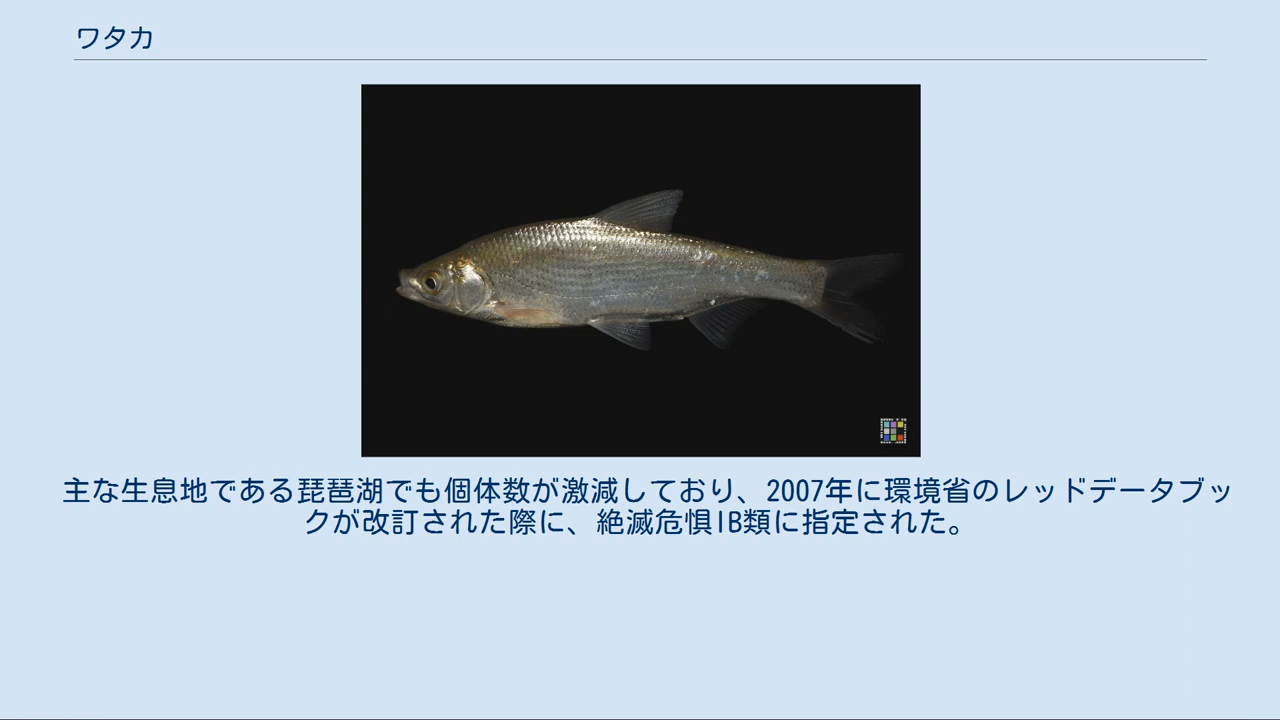 ワタカ
主な生息地である琵琶湖でも個体数が激減しており、2007年に環境省のレッドデータブッ
クが改訂された際に、絶滅危惧IB類に指定された。